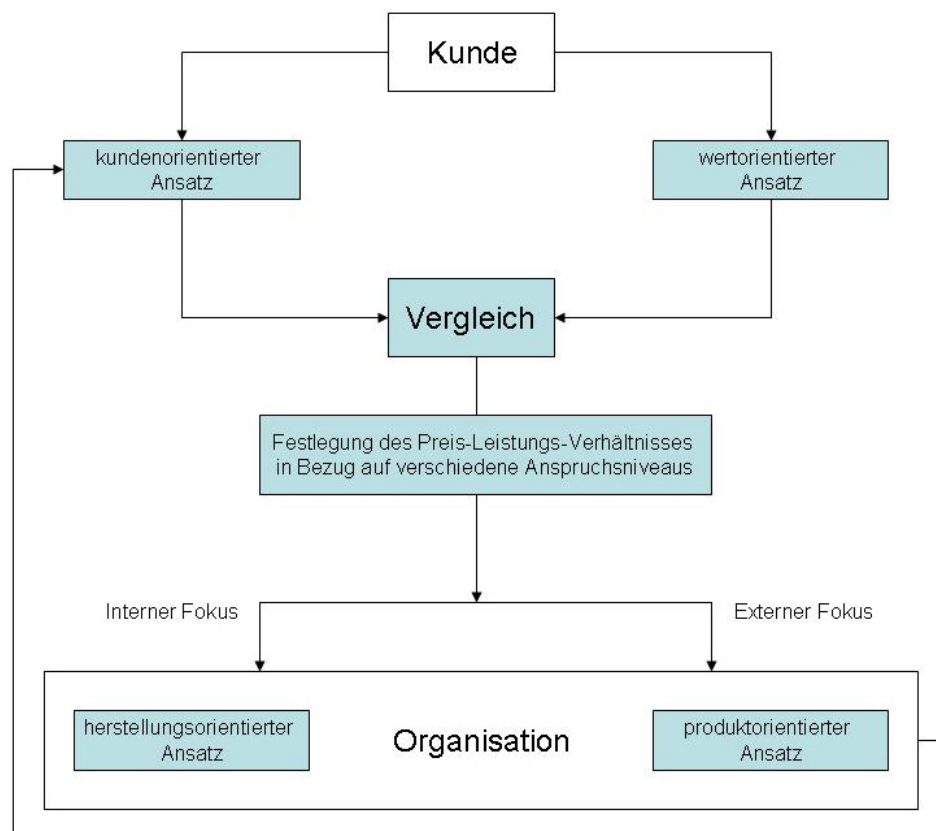 Kunde
kundenorientierter
Ansatz
wertorientierter
Ansatz
Vergleich
Festlegung des Preis-Leistungs-Verhältnisses
in Bezug auf verschiedene Anspruchsniveaus
Interner Fokus
Externer Fokus
herstellungsorientierter
Ansatz
Organisation
produktorientierter
Ansatz